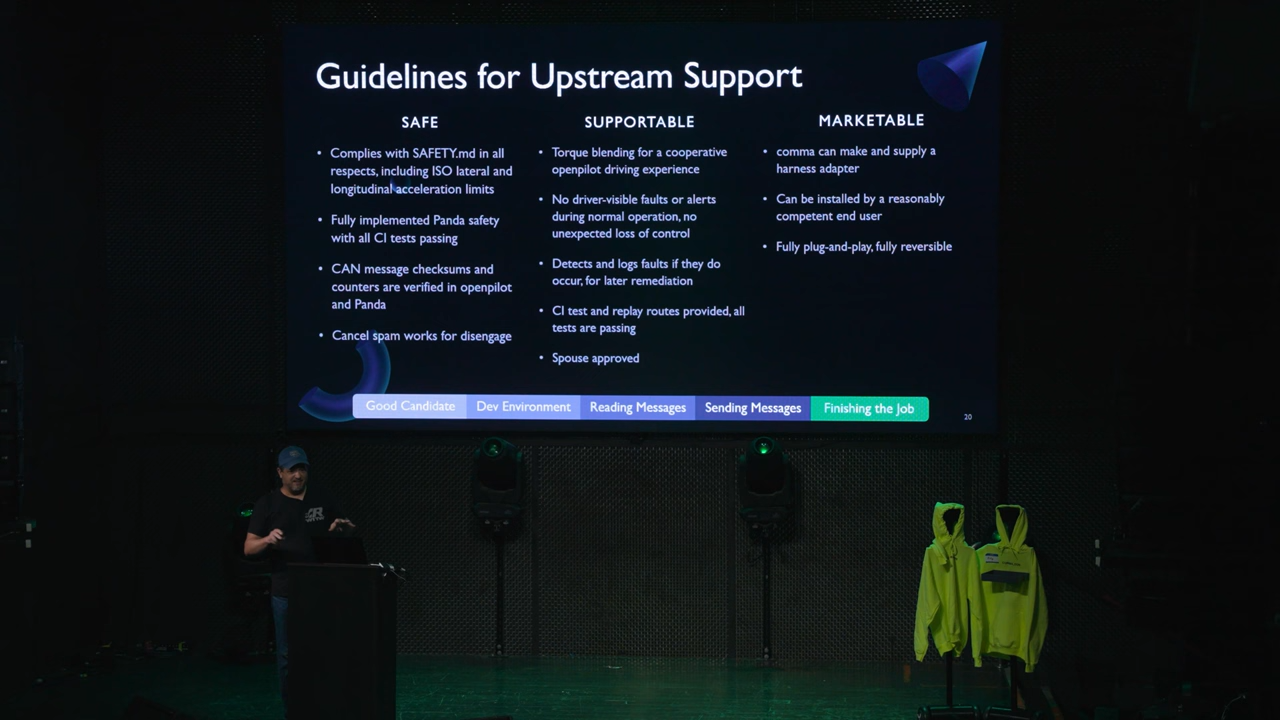 Guidelines for Upstream Support
SAFE
• Complies with SAFETY.md in all
respects, including ISO lateral and
longitudinal acceleration limits
• Fully implemented Panda safety
with all CI tests passing
• CAN message checksums and
counters are verified in openpilot
and Panda
• Cancel spam works for disengage
SUPPORTABLE
• Torque blending for a cooperative
openpilot driving experience
• No driver-visible faults or alerts
during normal operation, no
unexpected loss of control
• Detects and logs faults if they do
occur, for later remediation
• CI test and replay routes provided, all
tests are passing
• Spouse approved
MARKETABLE
• comma can make and supply a
harness adapter
• Can be installed by a reasonably
competent end user
• Fully plug-and-play, fully reversible
Good Candidate
Dev Environment
Reading Messages
Sending Messages
Finishing the Job
20